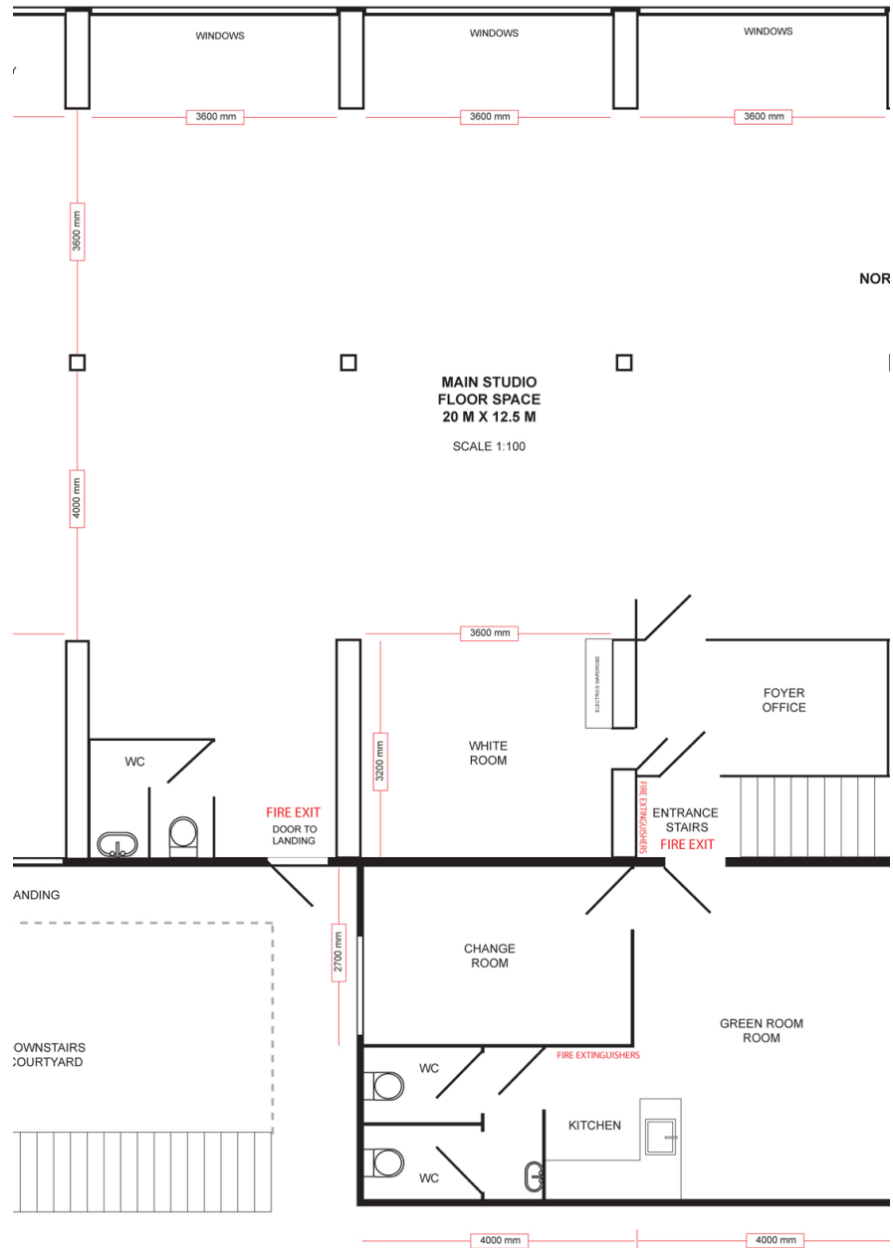 WINDOWS
WINDOWS
WINDOWS
Y
3600 mm
3600 mm
3600 mm
3600 mm
NOR
MAIN STUDIO
FLOOR SPACE
20 M X 12.5 M
SCALE 1:100
4000 mm
3600 mm
ELECTRICS WARDROBE
FOYER
OFFICE
WHITE
ROOM
WC
3200 mm
FIRE EXIT
DOOR TO
LANDING
FIRE EXTINGUISHERS
ENTRANCE
STAIRS
FIRE EXIT
ANDING
2700 mm
CHANGE
ROOM
GREEN ROOM
ROOM
OWNSTAIRS
COURTYARD
FIRE EXTINGUISHERS
WC
KITCHEN
WC
4000 mm
4000 mm